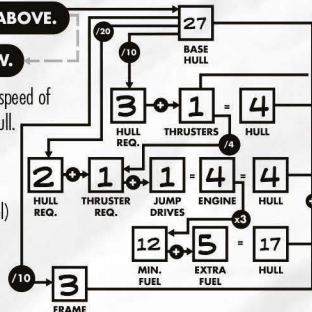 ABOVE.
/20
27
BASE
HULL
W.
/10
speed of
ull.
3 + 1 = 4
HULL
REQ.
THRUSTERS
HULL
/4
2 + 1 + 1 = 4 = 4
HULL
REQ.
THRUSTER
REQ.
JUMP
DRIVES
ENGINE
HULL
l)
x3
12 + 5 = 17
MIN.
FUEL
EXTRA
FUEL
HULL
/10
3
FRAME